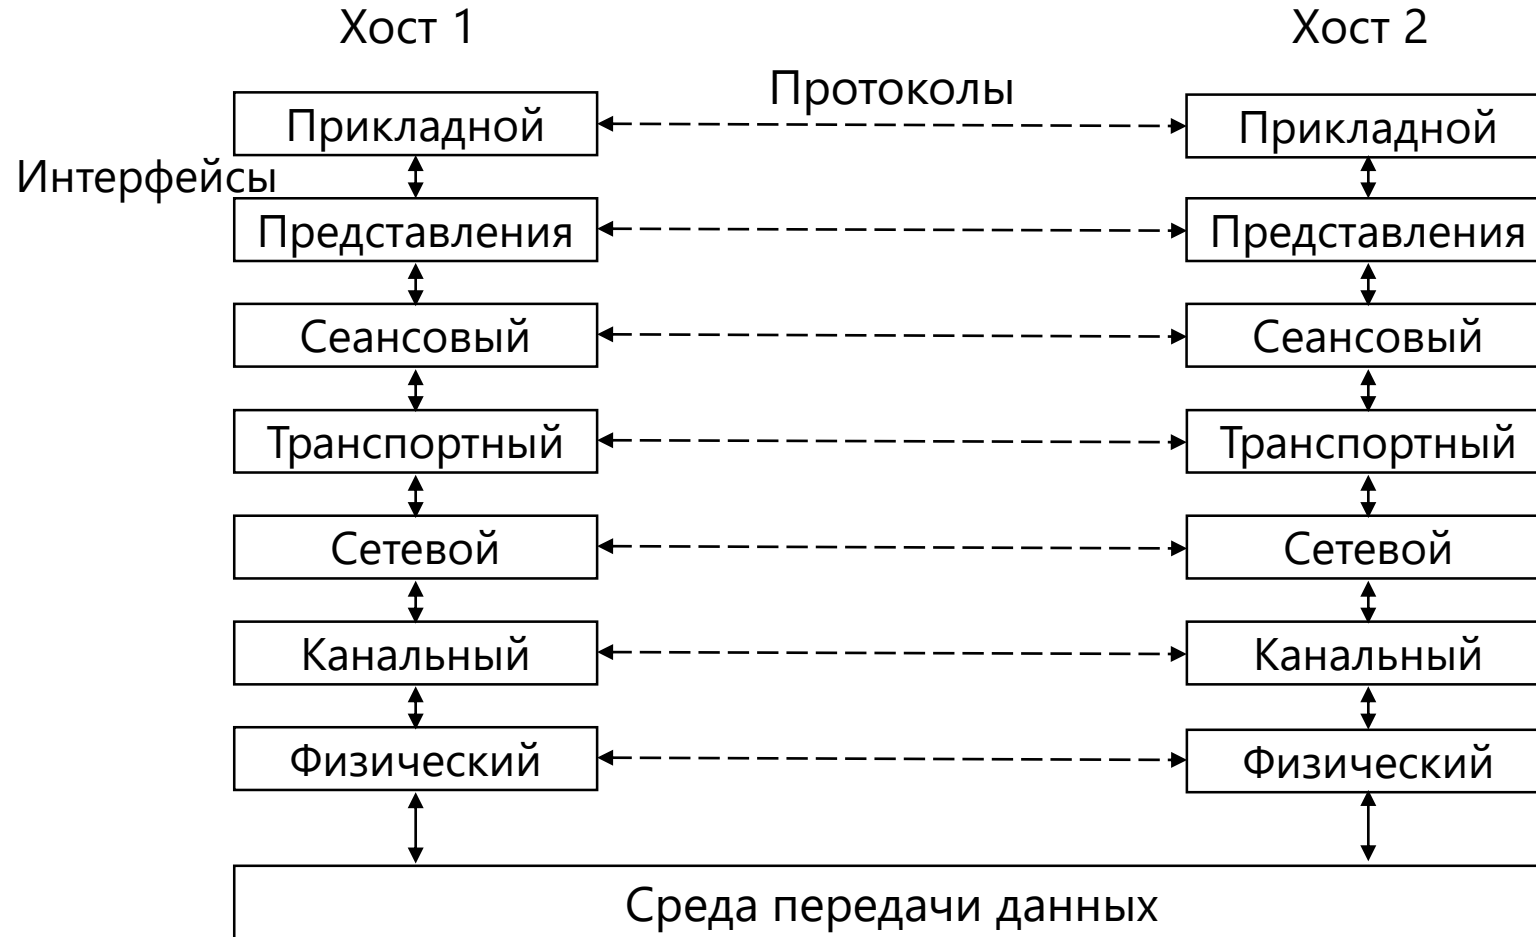 Хост 1
Хост 2
Протоколы
Прикладной
Прикладной
Интерфейсы
Представления
Представления
Сеансовый
Сеансовый
Транспортный
Транспортный
Сетевой
Сетевой
Канальный
Канальный
Физический
Физический
Среда передачи данных